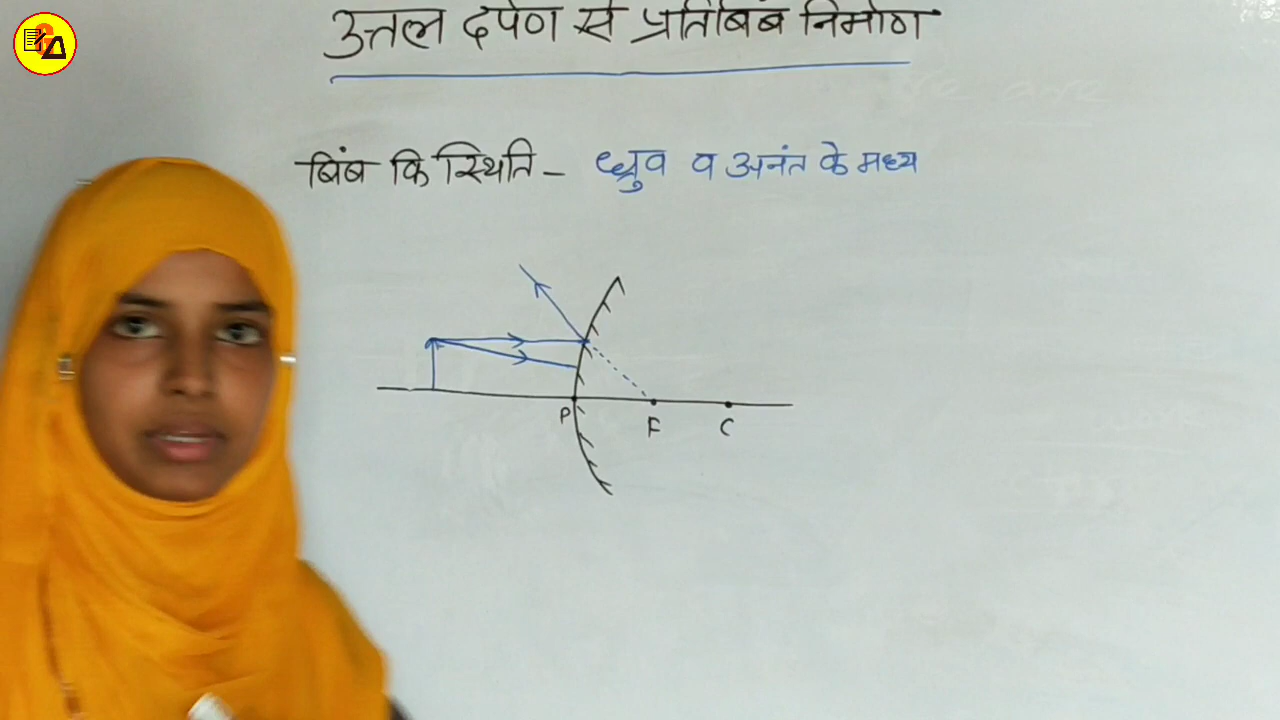 उत्तल दर्पण से प्रतिबिंब निर्माण
बिंब कि स्थिति - ध्रुव व अनंत के मध्य
P F C